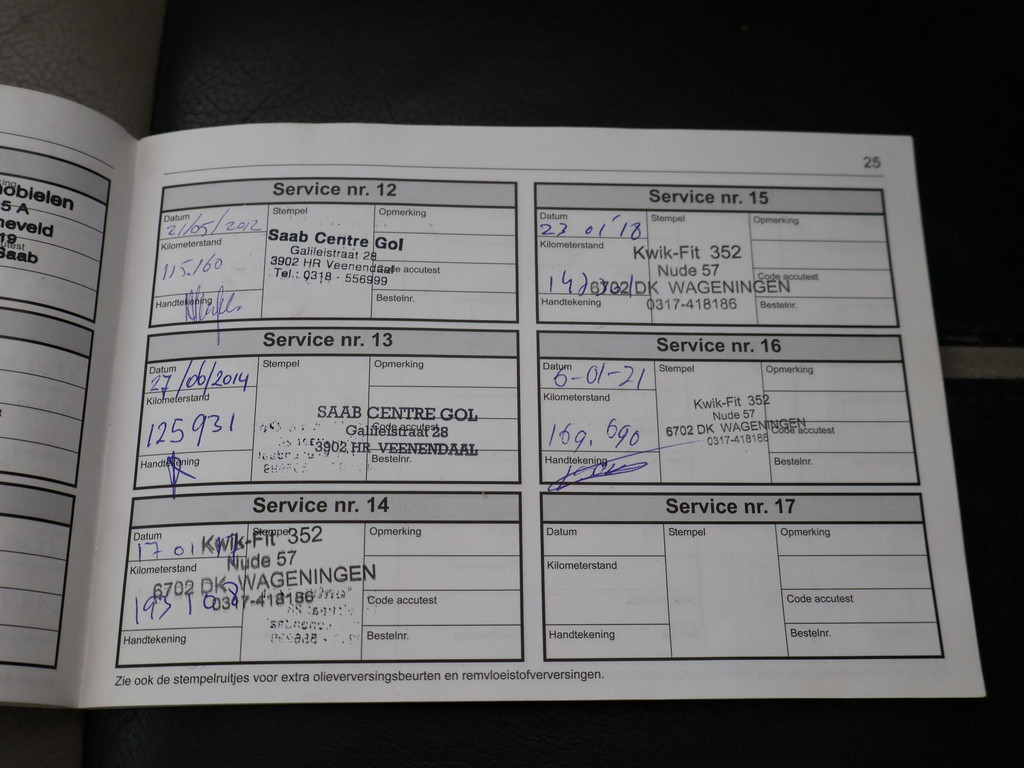 obielen
5 A
neveld
19
Saab
25
Service nr. 12
Datum Stempel Opmerking
21/05/2012
Kilometerstand
115.160
Saab Centre Gol
Galileistraat 28
3902 HR Veenendaal
Tel.: 0318 - 556999
Code accutest
Handtekening Bestelnr.
Service nr. 13
Datum Stempel Opmerking
27/06/2014
Kilometerstand
125931
SAAB CENTRE GOL
Galileistraat 28
3902 HR VEENENDAAL
Code accutest
Handtekening Bestelnr.
Service nr. 14
Datum Stempel Opmerking
17 01
Kilometerstand
Kwik-Fit 352
Nude 57
6702 DK WAGENINGEN
0317-418186
Code accutest
Handtekening Bestelnr.
Service nr. 15
Datum Stempel Opmerking
23 01 '18
Kilometerstand
Kwik-Fit 352
Nude 57
6702 DK WAGENINGEN
0317-418186
Code accutest
Handtekening Bestelnr.
Service nr. 16
Datum Stempel Opmerking
6-01-21
Kilometerstand
169.690
Kwik-Fit 352
Nude 57
6702 DK WAGENINGEN
0317-418186
Code accutest
Handtekening Bestelnr.
Service nr. 17
Datum Stempel Opmerking
Kilometerstand
Code accutest
Handtekening Bestelnr.
Zie ook de stempelruitjes voor extra olieverversingsbeurten en remvloeistofverversingen.